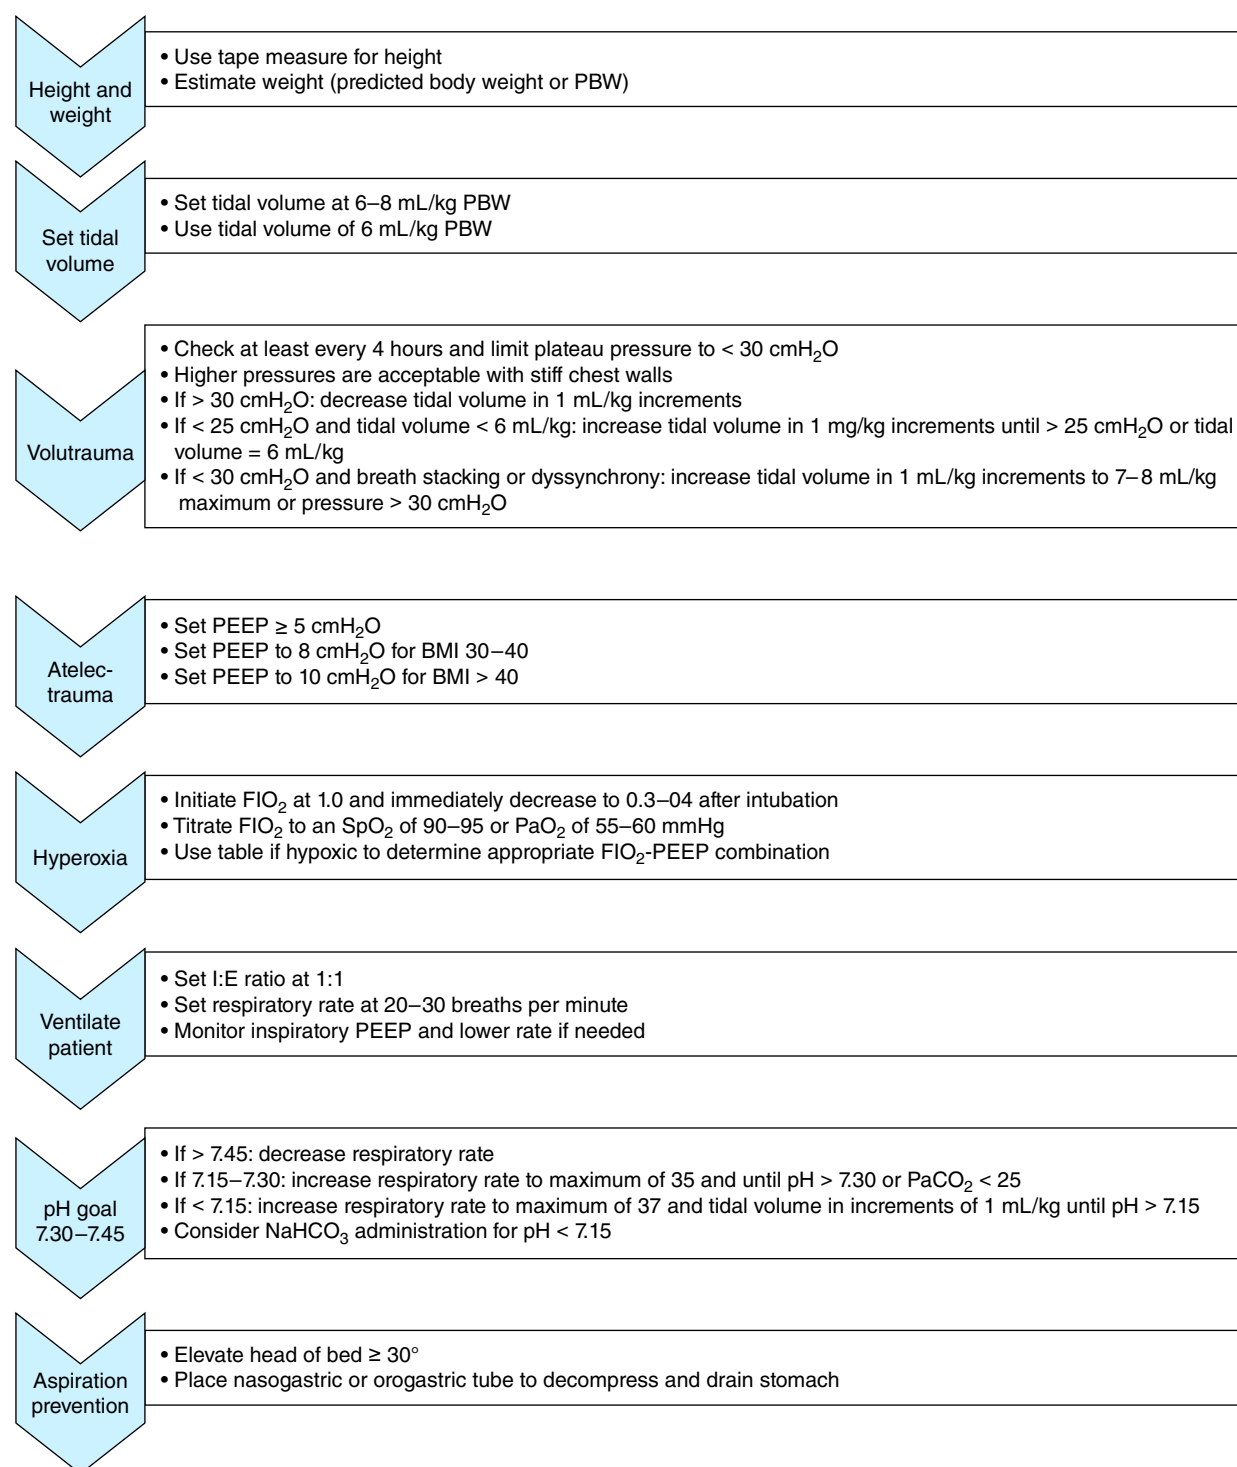 Height and
weight
• Use tape measure for height
• Estimate weight (predicted body weight or PBW)
Set tidal
volume
• Set tidal volume at 6–8 mL/kg PBW
• Use tidal volume of 6 mL/kg PBW
Volutrauma
• Check at least every 4 hours and limit plateau pressure to < 30 cmH₂O
• Higher pressures are acceptable with stiff chest walls
• If > 30 cmH₂O: decrease tidal volume in 1 mL/kg increments
• If < 25 cmH₂O and tidal volume < 6 mL/kg: increase tidal volume in 1 mg/kg increments until > 25 cmH₂O or tidal
volume = 6 mL/kg
• If < 30 cmH₂O and breath stacking or dyssynchrony: increase tidal volume in 1 mL/kg increments to 7–8 mL/kg
maximum or pressure > 30 cmH₂O
Atelec-
trauma
• Set PEEP ≥ 5 cmH₂O
• Set PEEP to 8 cmH₂O for BMI 30–40
• Set PEEP to 10 cmH₂O for BMI > 40
Hyperoxia
• Initiate FIO₂ at 1.0 and immediately decrease to 0.3–04 after intubation
• Titrate FIO₂ to an SpO₂ of 90–95 or PaO₂ of 55–60 mmHg
• Use table if hypoxic to determine appropriate FIO₂-PEEP combination
Ventilate
patient
• Set I:E ratio at 1:1
• Set respiratory rate at 20–30 breaths per minute
• Monitor inspiratory PEEP and lower rate if needed
pH goal
7.30–7.45
• If > 7.45: decrease respiratory rate
• If 7.15–7.30: increase respiratory rate to maximum of 35 and until pH > 7.30 or PaCO₂ < 25
• If < 7.15: increase respiratory rate to maximum of 37 and tidal volume in increments of 1 mL/kg until pH > 7.15
• Consider NaHCO₃ administration for pH < 7.15
Aspiration
prevention
• Elevate head of bed ≥ 30°
• Place nasogastric or orogastric tube to decompress and drain stomach